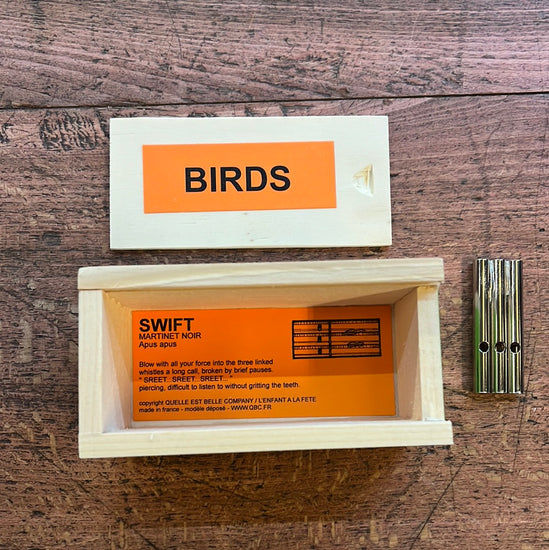 BIRDS
SWIFT
MARTINET NOIR
Apus apus
Blow with all your force into the three linked
whistles a long call, broken by brief pauses.
" SREET...SREET...SREET... "
piercing, difficult to listen to without gritting the teeth.
copyright QUELLE EST BELLE COMPANY / L'ENFANT A LA FETE
made in france - modèle déposé - WWW.QBC.FR